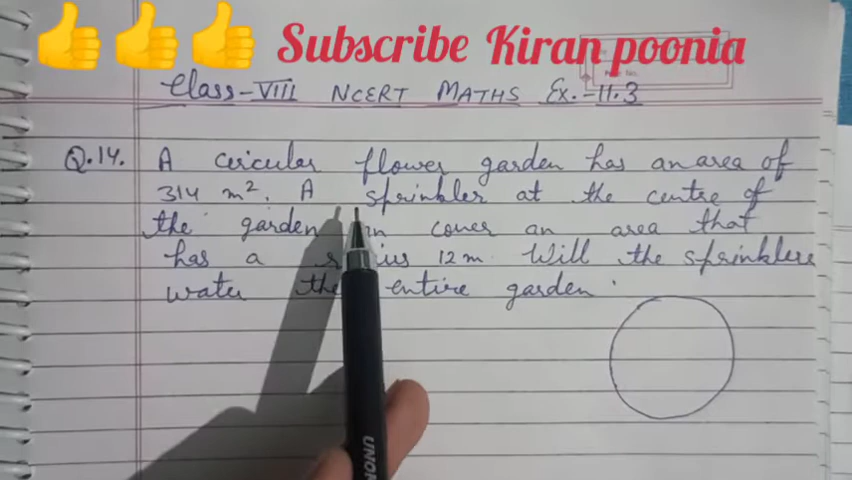 Subscribe Kiran poonia
Class-VIII NCERT MATHS Ex.-11.3
Q.14. A circular flower garden has an area of
314 m². A sprinkler at the centre of
the garden cover an area that
has a 12 m. Will the sprinklers
water the entire garden.
UNO